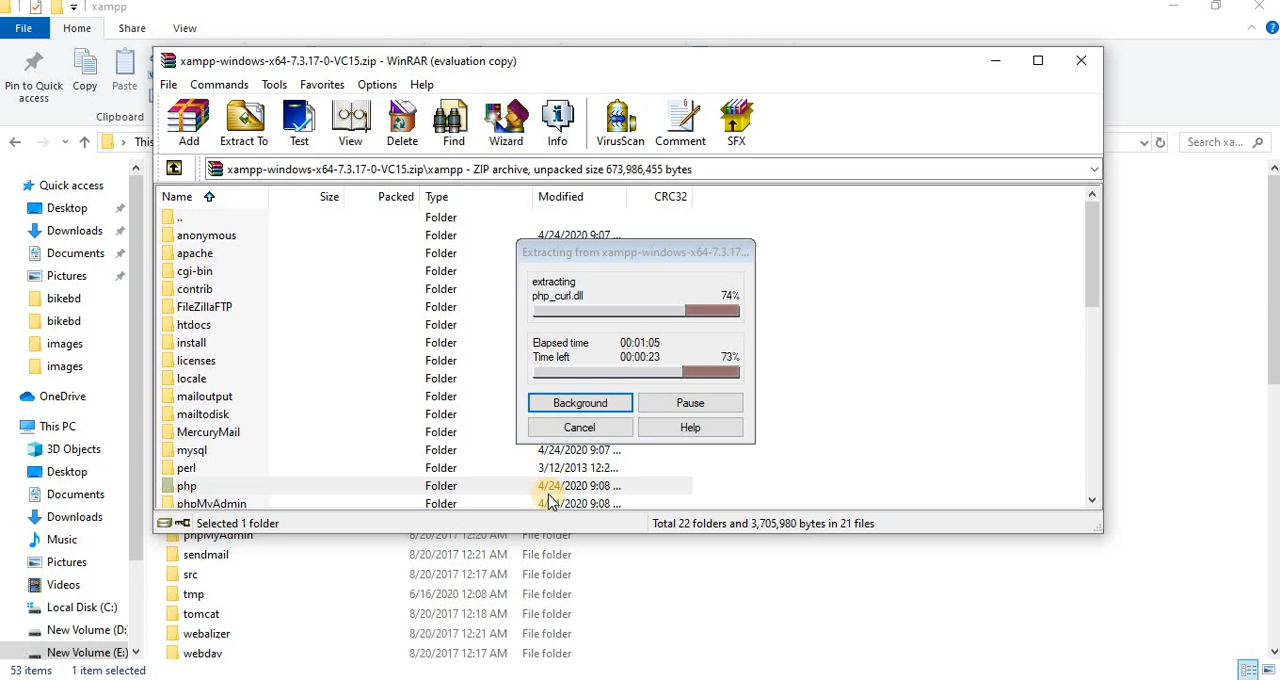 xampp
File Home Share View
xampp-windows-x64-7.3.17-0-VC15.zip - WinRAR (evaluation copy)
File Commands Tools Favorites Options Help
Pin to Quick access
Copy
Paste
Clipboard
Add Extract To Test View Delete Find Wizard Info VirusScan Comment SFX
This
Search xa...
xampp-windows-x64-7.3.17-0-VC15.zip\xampp - ZIP archive, unpacked size 673,986,455 bytes
Name Size Packed Type Modified CRC32
.. Folder
anonymous Folder 4/24/2020 9:07 ...
apache Folder
cgi-bin Folder
contrib Folder
FileZillaFTP Folder
htdocs Folder
install Folder
licenses Folder
locale Folder
mailoutput Folder
mailtodisk Folder
MercuryMail Folder
mysql Folder 4/24/2020 9:07 ...
perl Folder 3/12/2013 12:2...
php Folder 4/24/2020 9:08 ...
phpMyAdmin Folder 4/24/2020 9:08 ...
Selected 1 folder
Total 22 folders and 3,705,980 bytes in 21 files
Extracting from xampp-windows-x64-7.3.17...
extracting
php_curl.dll 74%
Elapsed time 00:01:05
Time left 00:00:23 73%
Background Pause
Cancel Help
Quick access
Desktop
Downloads
Documents
Pictures
bikebd
bikebd
images
images
OneDrive
This PC
3D Objects
Desktop
Documents
Downloads
Music
Pictures
Videos
Local Disk (C:)
New Volume (D:
New Volume (E:)
phpMyAdmin 8/20/2017 12:20 AM File folder
sendmail 8/20/2017 12:21 AM File folder
src 8/20/2017 12:17 AM File folder
tmp 6/16/2020 12:08 AM File folder
tomcat 8/20/2017 12:18 AM File folder
webalizer 8/20/2017 12:21 AM File folder
webdav 8/20/2017 12:17 AM File folder
53 items 1 item selected